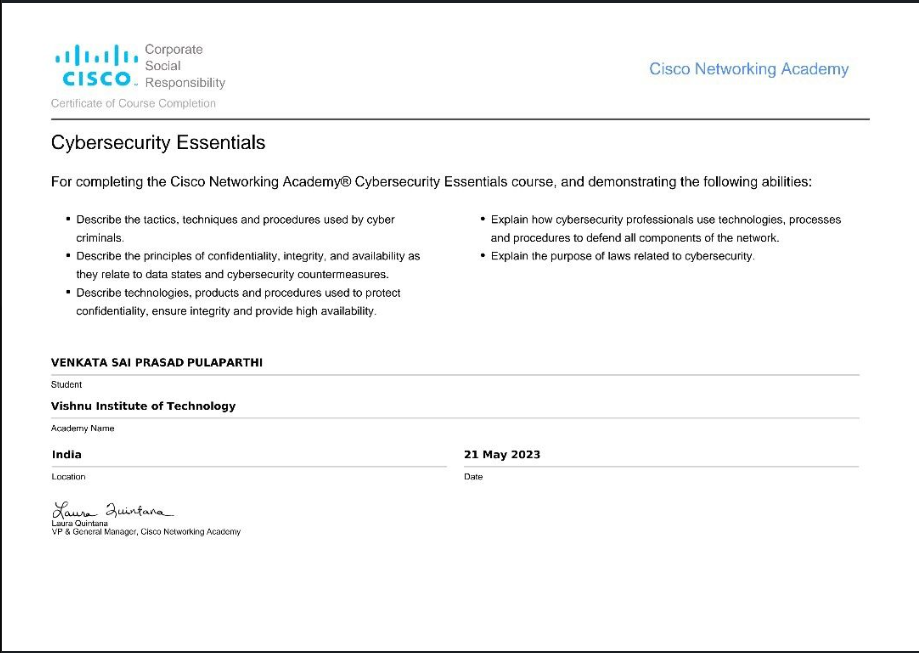 Corporate
Social
CISCO™ Responsibility
Cisco Networking Academy
Certificate of Course Completion
Cybersecurity Essentials
For completing the Cisco Networking Academy® Cybersecurity Essentials course, and demonstrating the following abilities:
▪ Describe the tactics, techniques and procedures used by cyber
criminals.
▪ Describe the principles of confidentiality, integrity, and availability as
they relate to data states and cybersecurity countermeasures.
▪ Describe technologies, products and procedures used to protect
confidentiality, ensure integrity and provide high availability.
• Explain how cybersecurity professionals use technologies, processes
and procedures to defend all components of the network.
• Explain the purpose of laws related to cybersecurity.
VENKATA SAI PRASAD PULAPARTHI
Student
Vishnu Institute of Technology
Academy Name
India
Location
21 May 2023
Date
Laura Quintana
Laura Quintana
VP & General Manager, Cisco Networking Academy